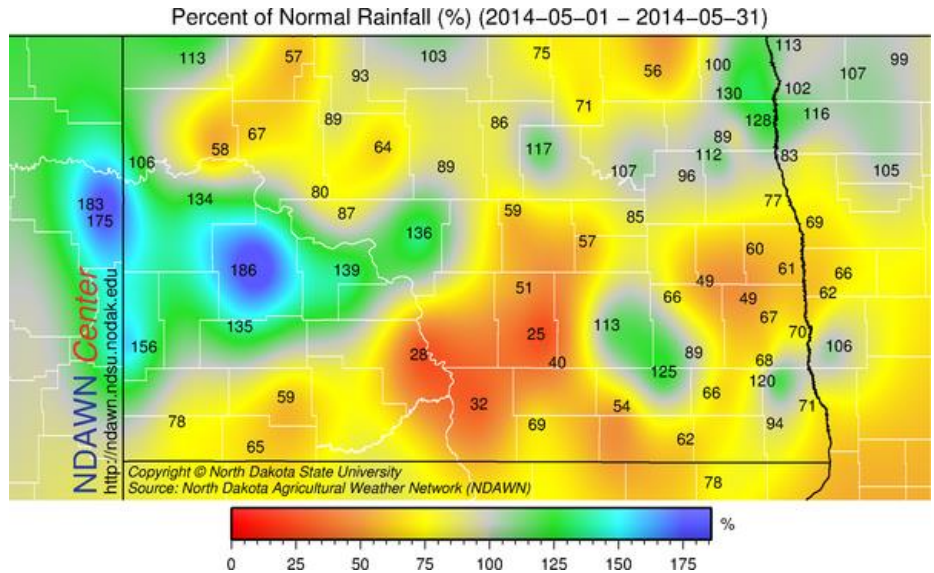 Percent of Normal Rainfall (%) (2014−05−01 − 2014−05−31)
113 57 93 103 75 56 100 113 107 99
130 102
71
58 67 89 64 86 117 89 128 116
106 89 107 112 96 83 105
183 134 80 87 59 85 77 69
175
136 57 60
186 139 51 49 61 66
66 49 62
135 25 113 67 70
156 28 40 125 89 68 106
59 32 54 66 120 71
78 69 94
65 62
78
NDAWN Center
http://ndawn.ndsu.nodak.edu
Copyright © North Dakota State University
Source: North Dakota Agricultural Weather Network (NDAWN)
0 25 50 75 100 125 150 175 %